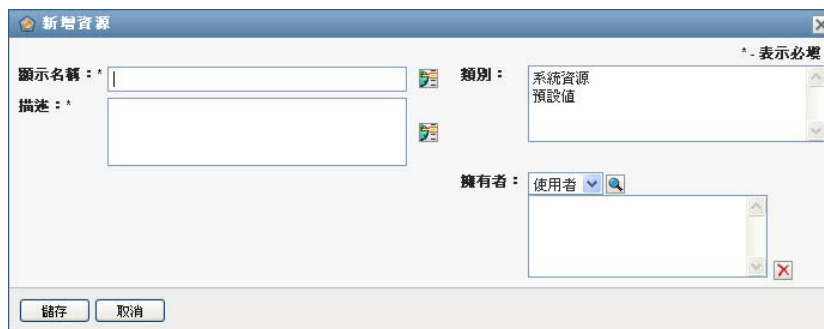 新增資源
*- 表示必填
顯示名稱：*
描述：*
類別：
系統資源
預設值
擁有者：
使用者
儲存
取消